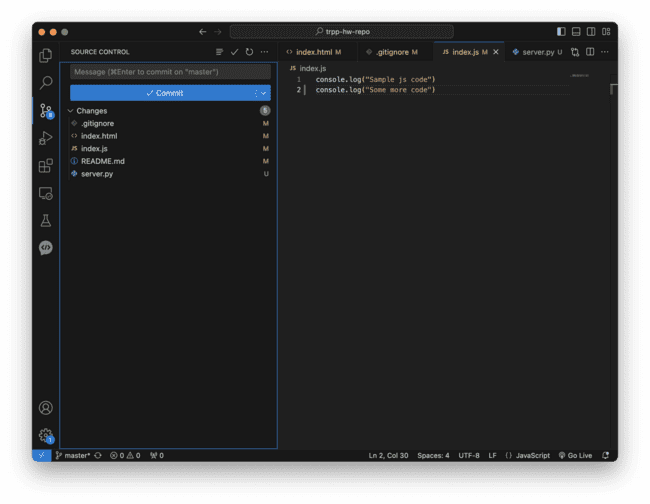 trpp-hw-repo
SOURCE CONTROL
index.html M
.gitignore M
JS index.js M
server.py U
Message (⌘Enter to commit on "master")
Commit
Changes 5
.gitignore M
index.html M
JS index.js M
README.md M
server.py U
JS index.js
1 console.log("Sample js code")
2 console.log("Some more code")
8
1
master* 0 0 0 Ln 2, Col 30 Spaces: 4 UTF-8 LF JavaScript Go Live